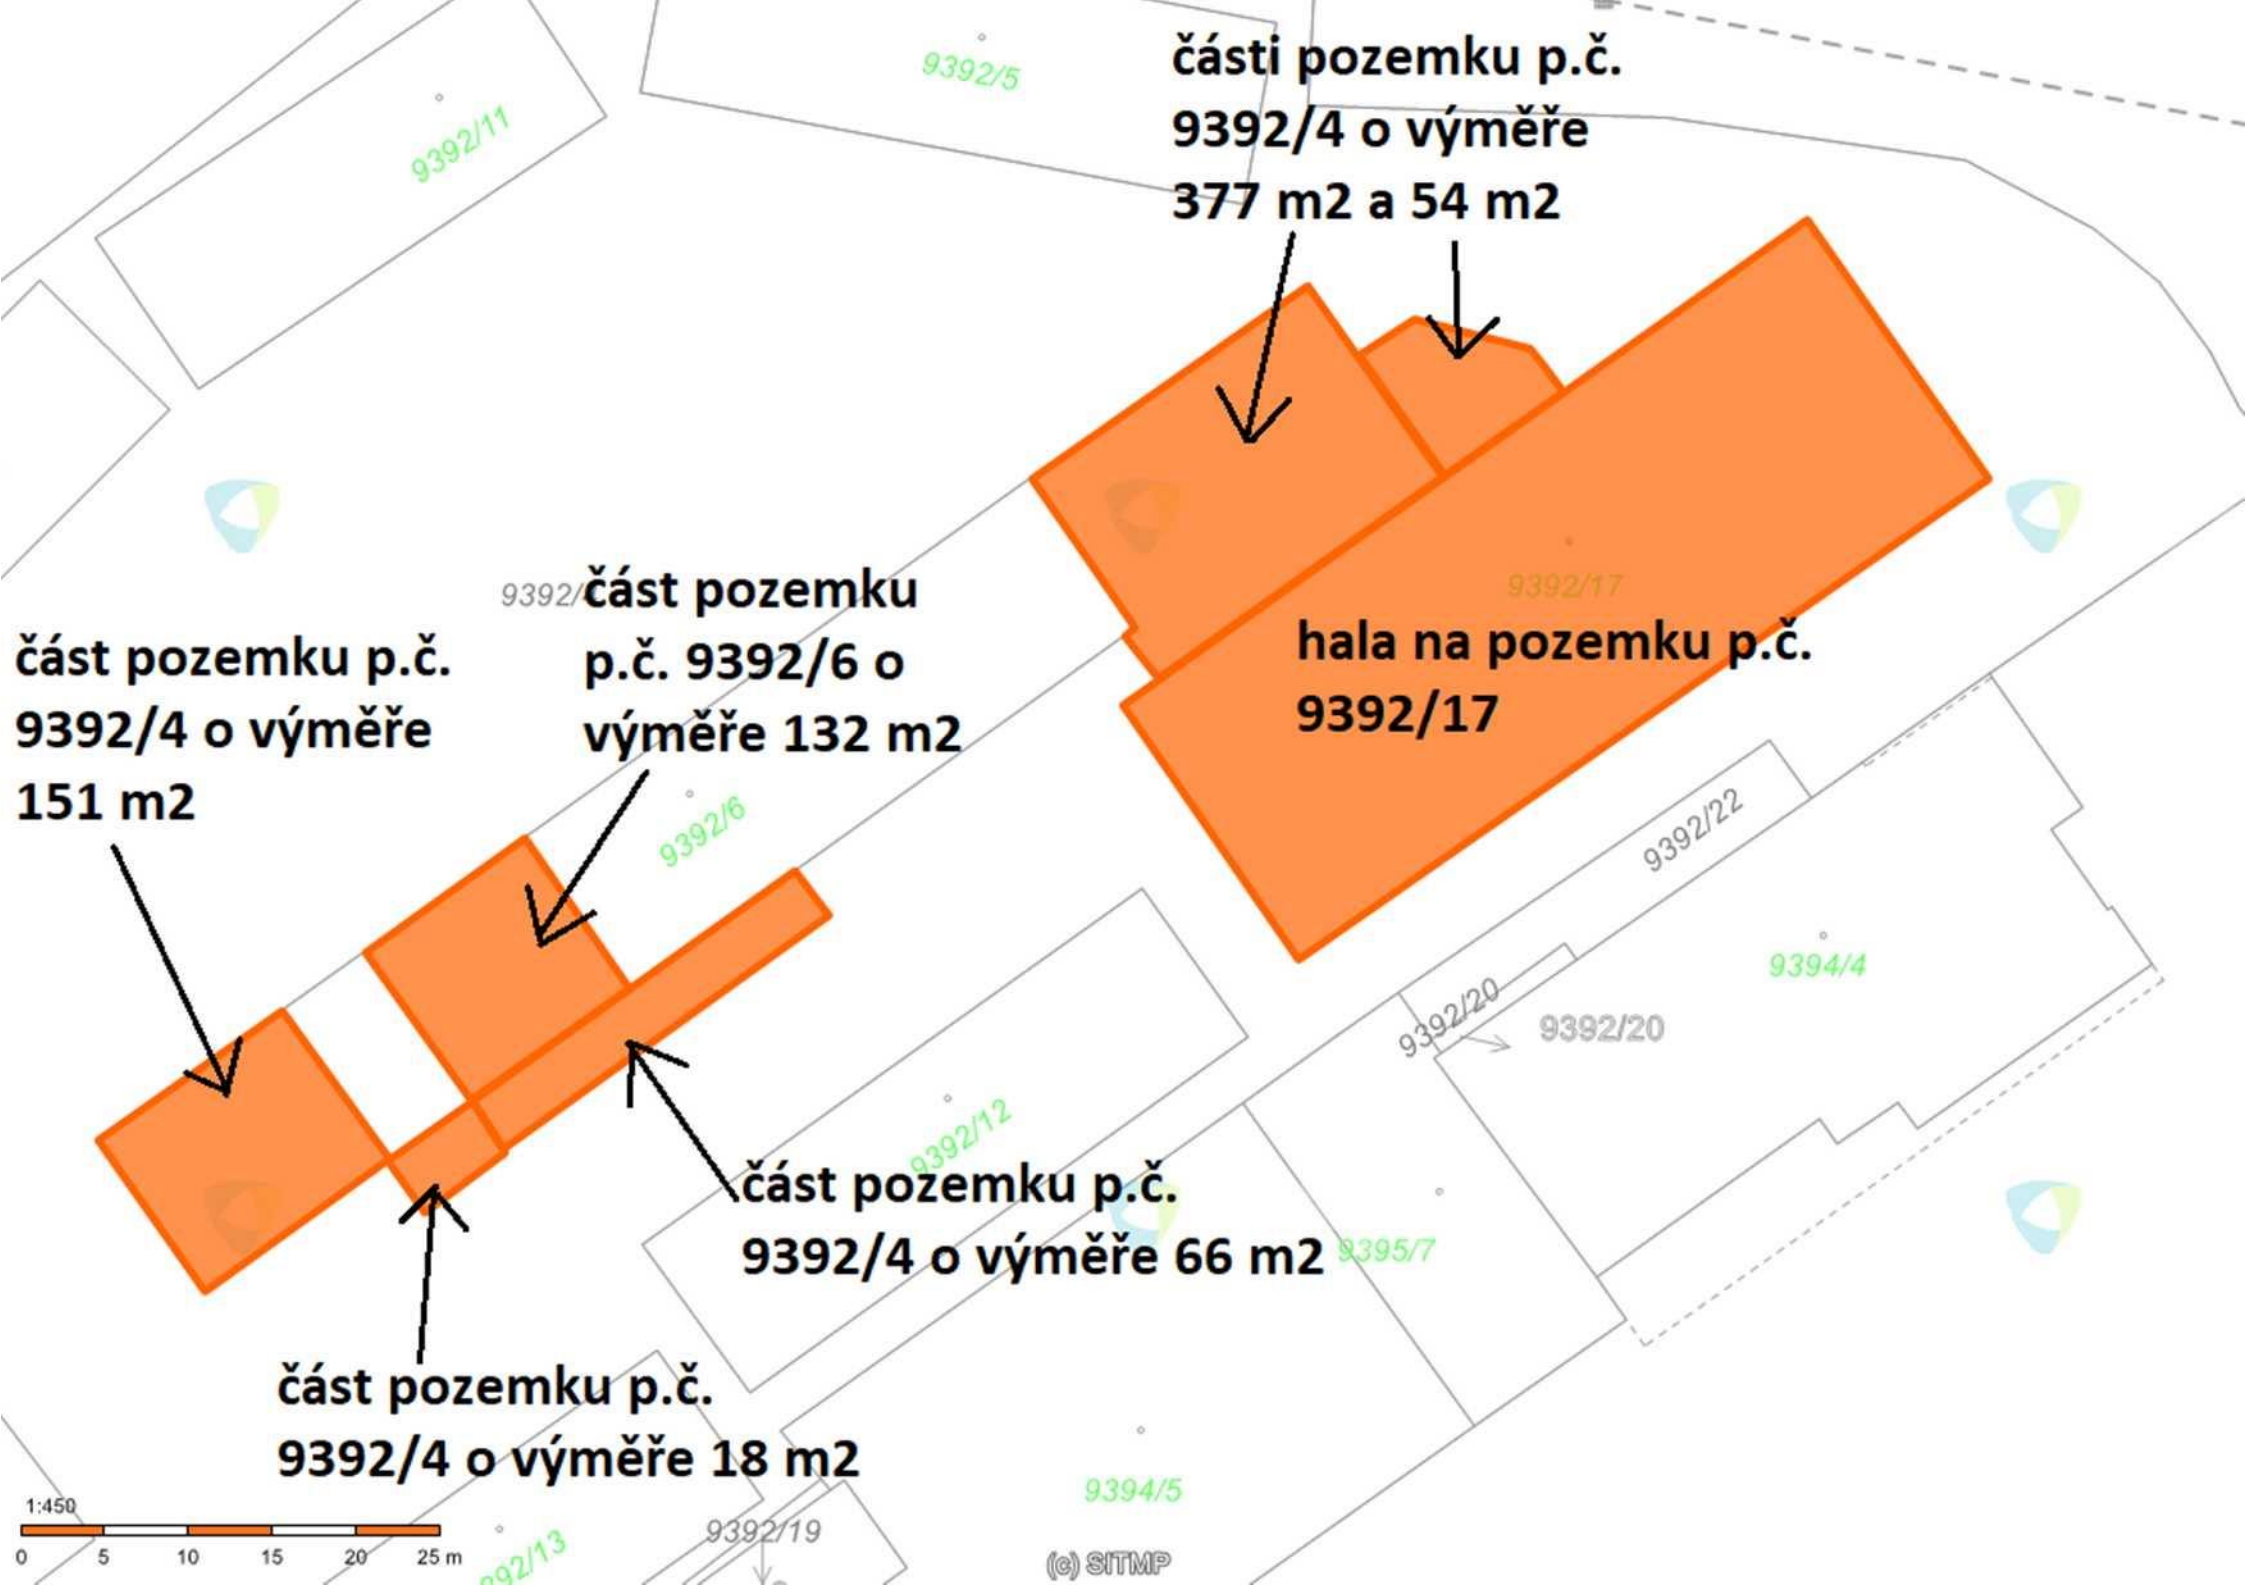 9392/5
9392/11
části pozemku p.č.
9392/4 o výměře
377 m2 a 54 m2
9392/17
hala na pozemku p.č.
9392/17
9392/
část pozemku
p.č. 9392/6 o
výměře 132 m2
část pozemku p.č.
9392/4 o výměře
151 m2
9392/6
9392/22
9394/4
9392/20
9392/20
9392/12
část pozemku p.č.
9392/4 o výměře 66 m2
9395/7
část pozemku p.č.
9392/4 o výměře 18 m2
9394/5
9392/19
92/13
1:450
0 5 10 15 20 25 m
(c) SITMP